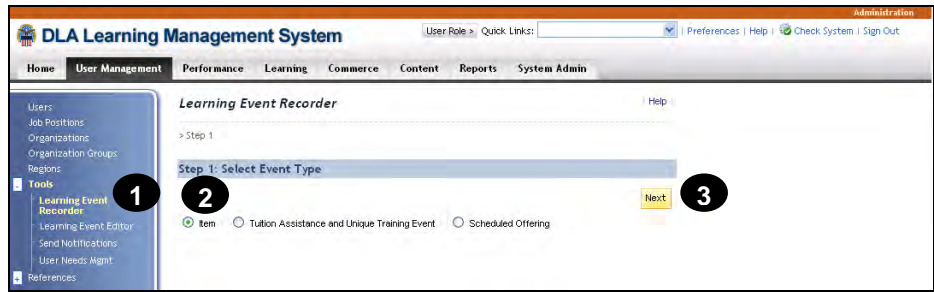 Administration
DLA Learning Management System
User Role > Quick Links: | Preferences | Help | Check System | Sign Out
Home User Management Performance Learning Commerce Content Reports System Admin
Users
Job Positions
Organizations
Organization Groups
Regions
- Tools
Learning Event
Recorder
Learning Event Editor
Send Notifications
User Needs Mgmt
+ References
Learning Event Recorder
Help
> Step 1
Step 1: Select Event Type
1
2
Next
3
Item Tuition Assistance and Unique Training Event Scheduled Offering